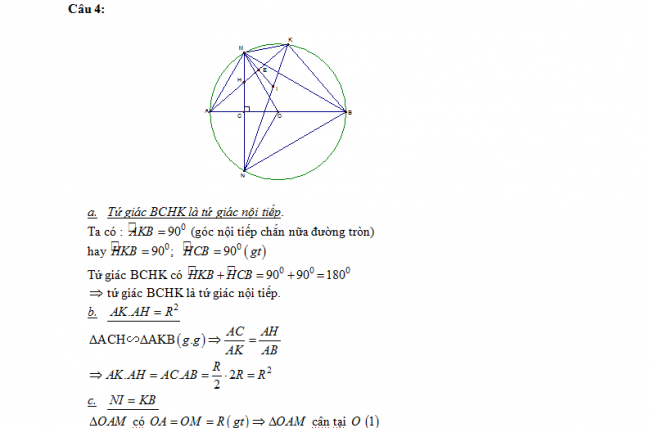 Câu 4:
K
M
E
H
I
A
C
O
B
N
a. Tứ giác BCHK là tứ giác nội tiếp.
Ta có : AKB = 90⁰ (góc nội tiếp chắn nữa đường tròn)
hay HKB = 90⁰; HCB = 90⁰ (gt)
Tứ giác BCHK có HKB + HCB = 90⁰ + 90⁰ = 180⁰
⇒ tứ giác BCHK là tứ giác nội tiếp.
b. AK.AH = R²
ΔACH∽ΔAKB(g.g) ⇒ AC/AK = AH/AB
⇒ AK.AH = AC.AB = R/2 · 2R = R²
c. NI = KB
ΔOAM có OA = OM = R(gt) ⇒ ΔOAM cân tại O (1)